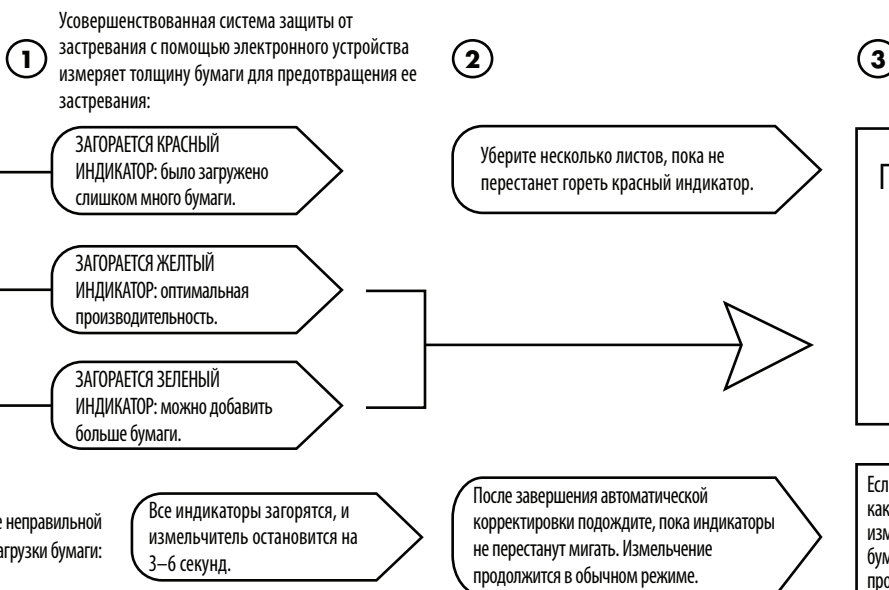 1
Усовершенствованная система защиты от
застревания с помощью электронного устройства
измеряет толщину бумаги для предотвращения ее
застревания:
2
3
ЗАГОРАЕТСЯ КРАСНЫЙ
ИНДИКАТОР: было загружено
слишком много бумаги.
Уберите несколько листов, пока не
перестанет гореть красный индикатор.
ЗАГОРАЕТСЯ ЖЕЛТЫЙ
ИНДИКАТОР: оптимальная
производительность.
ЗАГОРАЕТСЯ ЗЕЛЕНЫЙ
ИНДИКАТОР: можно добавить
больше бумаги.
неправильной
бумаги:
Все индикаторы загорятся, и
измельчитель остановится на
3–6 секунд.
После завершения автоматической
корректировки подождите, пока индикаторы
не перестанут мигать. Измельчение
продолжится в обычном режиме.